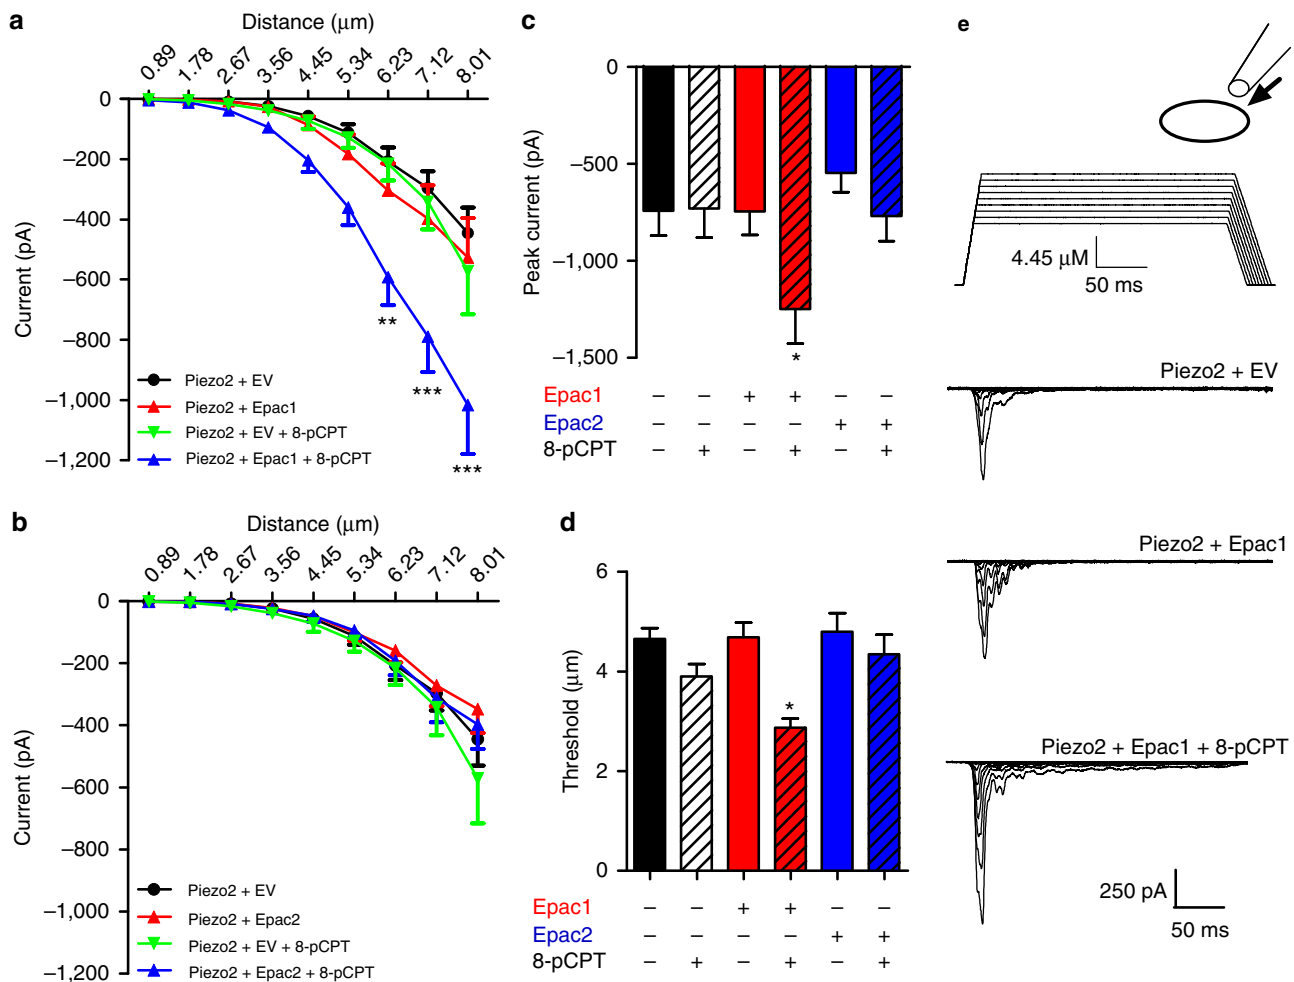 a
Distance (μm)
0.89 1.78 2.67 3.56 4.45 5.34 6.23 7.12 8.01
Current (pA)
0
–200
–400
–600
–800
–1,000
–1,200
**
***
***
Piezo2 + EV
Piezo2 + Epac1
Piezo2 + EV + 8-pCPT
Piezo2 + Epac1 + 8-pCPT
b
Distance (μm)
0.89 1.78 2.67 3.56 4.45 5.34 6.23 7.12 8.01
Current (pA)
0
–200
–400
–600
–800
–1,000
–1,200
Piezo2 + EV
Piezo2 + Epac2
Piezo2 + EV + 8-pCPT
Piezo2 + Epac2 + 8-pCPT
c
Peak current (pA)
0
–500
–1,000
–1,500
*
Epac1 – – + + – –
Epac2 – – – – + +
8-pCPT – + – + – +
d
Threshold (μm)
6
4
2
0
*
Epac1 – – + + – –
Epac2 – – – – + +
8-pCPT – + – + – +
e
4.45 μM
50 ms
Piezo2 + EV
Piezo2 + Epac1
Piezo2 + Epac1 + 8-pCPT
250 pA
50 ms